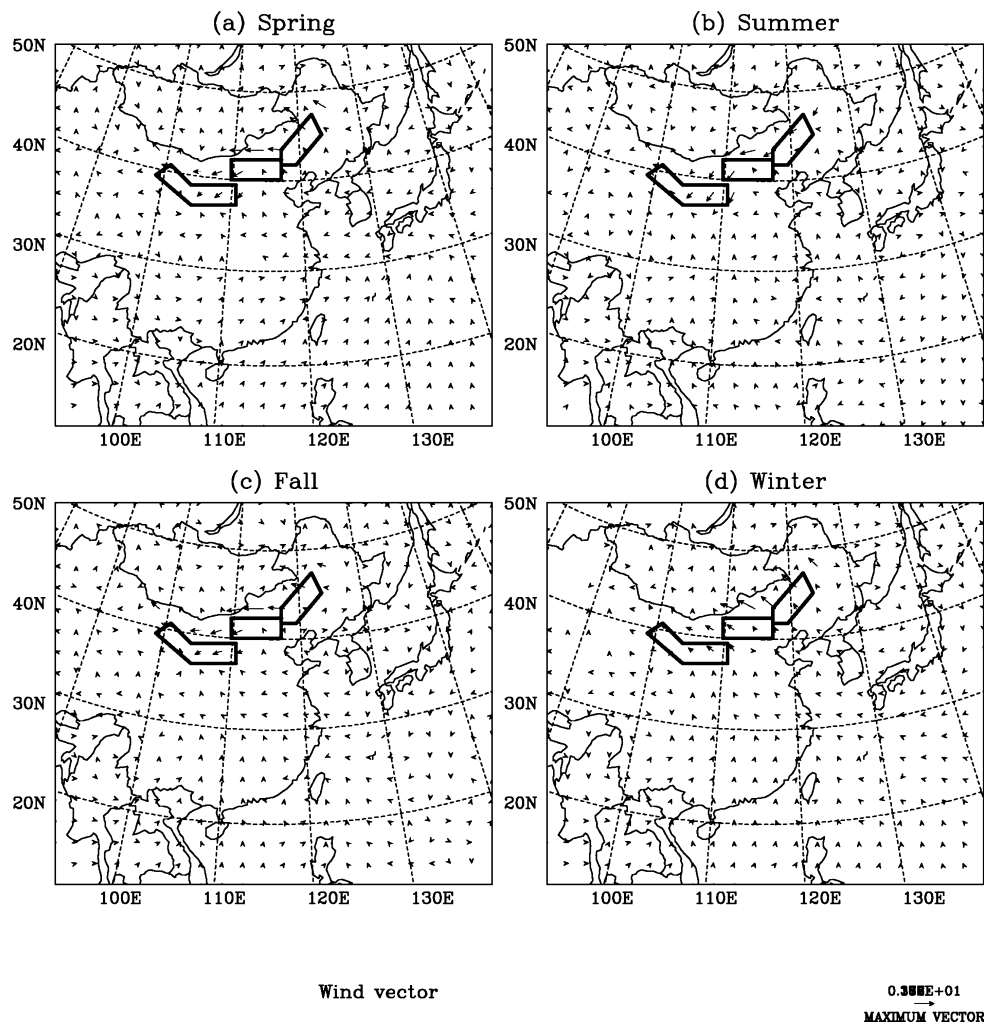 (a) Spring
(b) Summer
50N
40N
30N
20N
100E 110E 120E 130E
50N
40N
30N
20N
100E 110E 120E 130E
(c) Fall
(d) Winter
50N
40N
30N
20N
100E 110E 120E 130E
50N
40N
30N
20N
100E 110E 120E 130E
Wind vector
MAXIMUM VECTOR